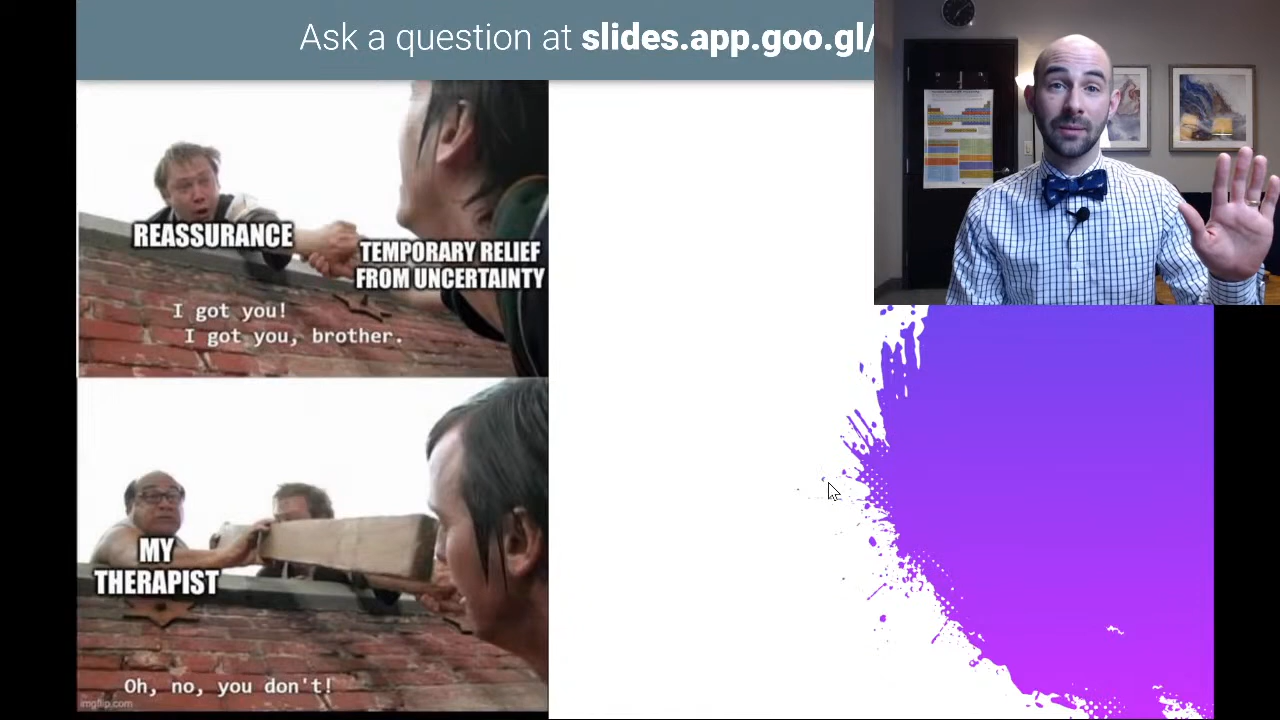 Ask a question at slides.app.goo.gl/
REASSURANCE
TEMPORARY RELIEF
FROM UNCERTAINTY
I got you!
I got you, brother.
MY
THERAPIST
Oh, no, you don't!
imgflip.com